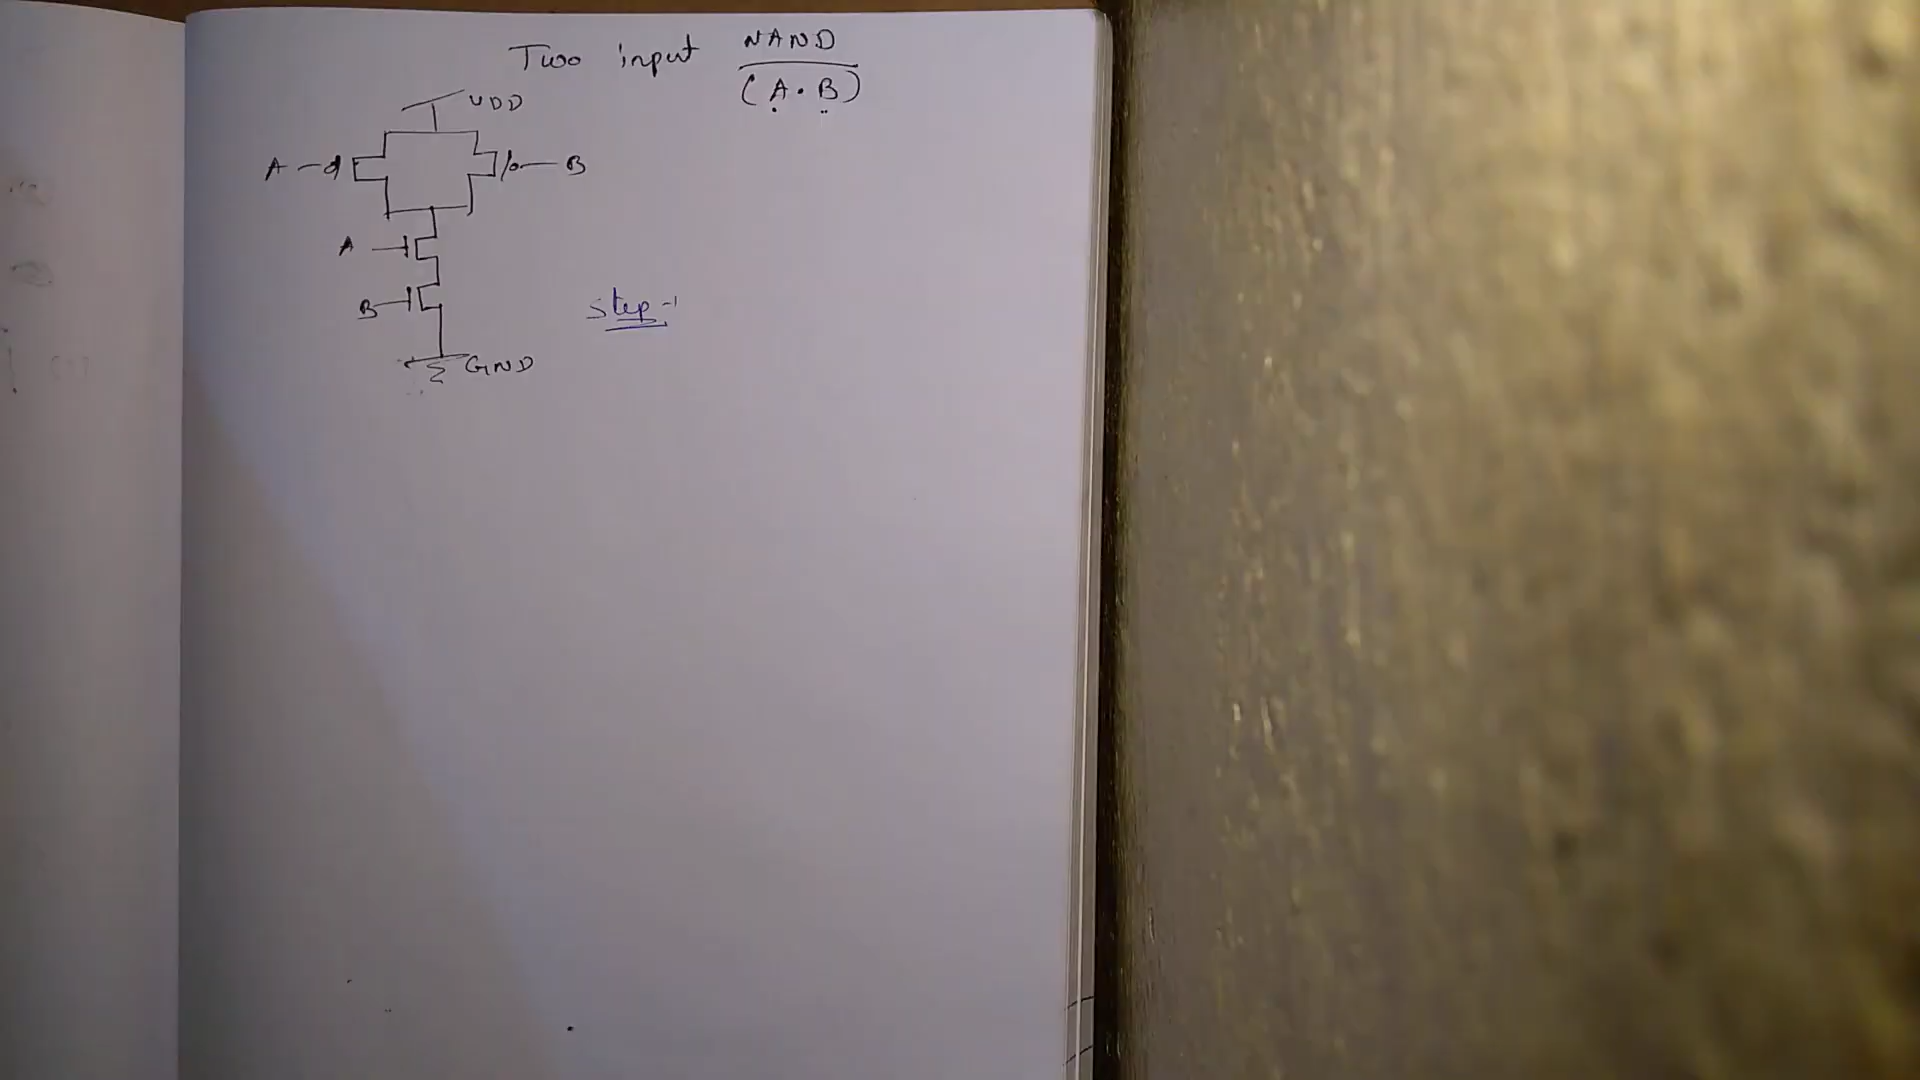 Two input NAND
(A.B)
VDD
A B
A
B
Step-1
GND